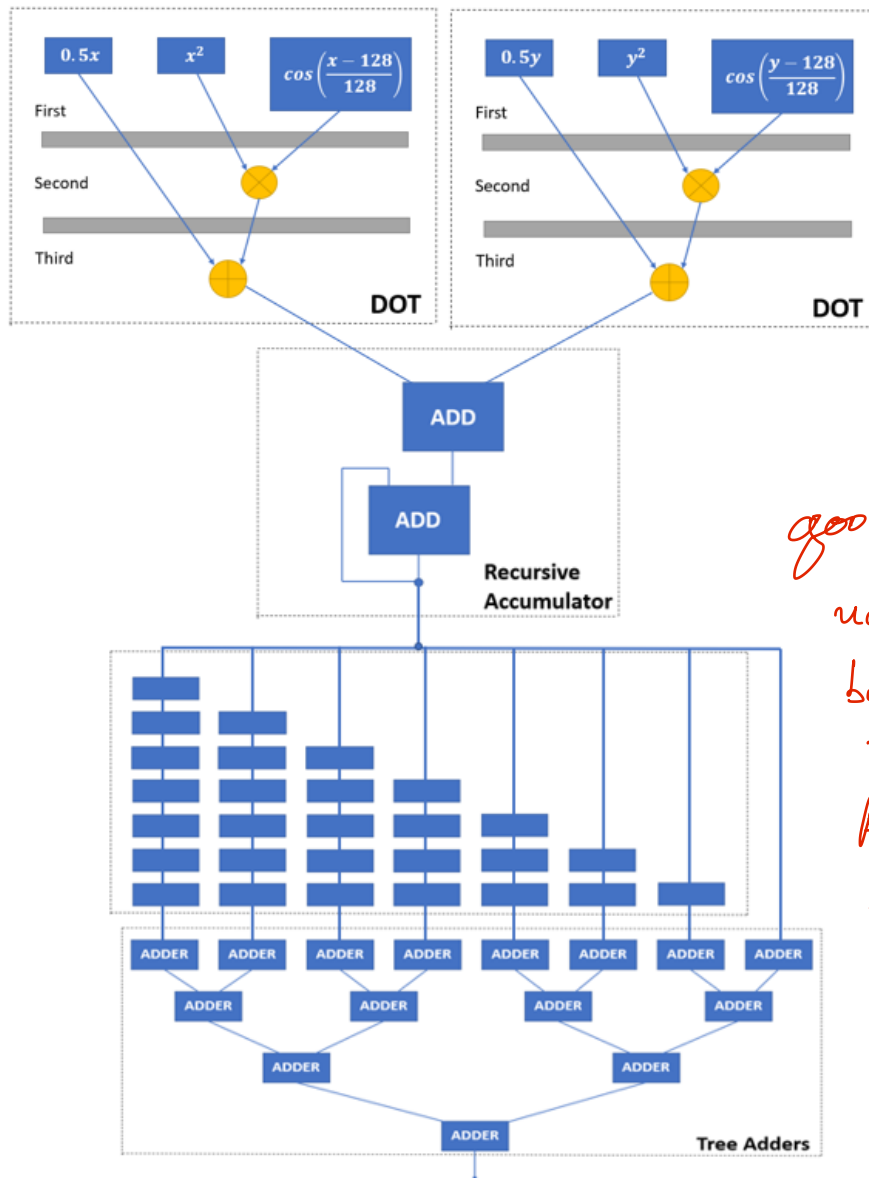 0.5x
x²
cos((x − 128)/128)
First
Second
Third
DOT
0.5y
y²
cos((y − 128)/128)
First
Second
Third
DOT
ADD
ADD
Recursive
Accumulator
ADDER ADDER ADDER ADDER ADDER ADDER ADDER ADDER
ADDER ADDER ADDER ADDER
ADDER ADDER
ADDER
Tree Adders